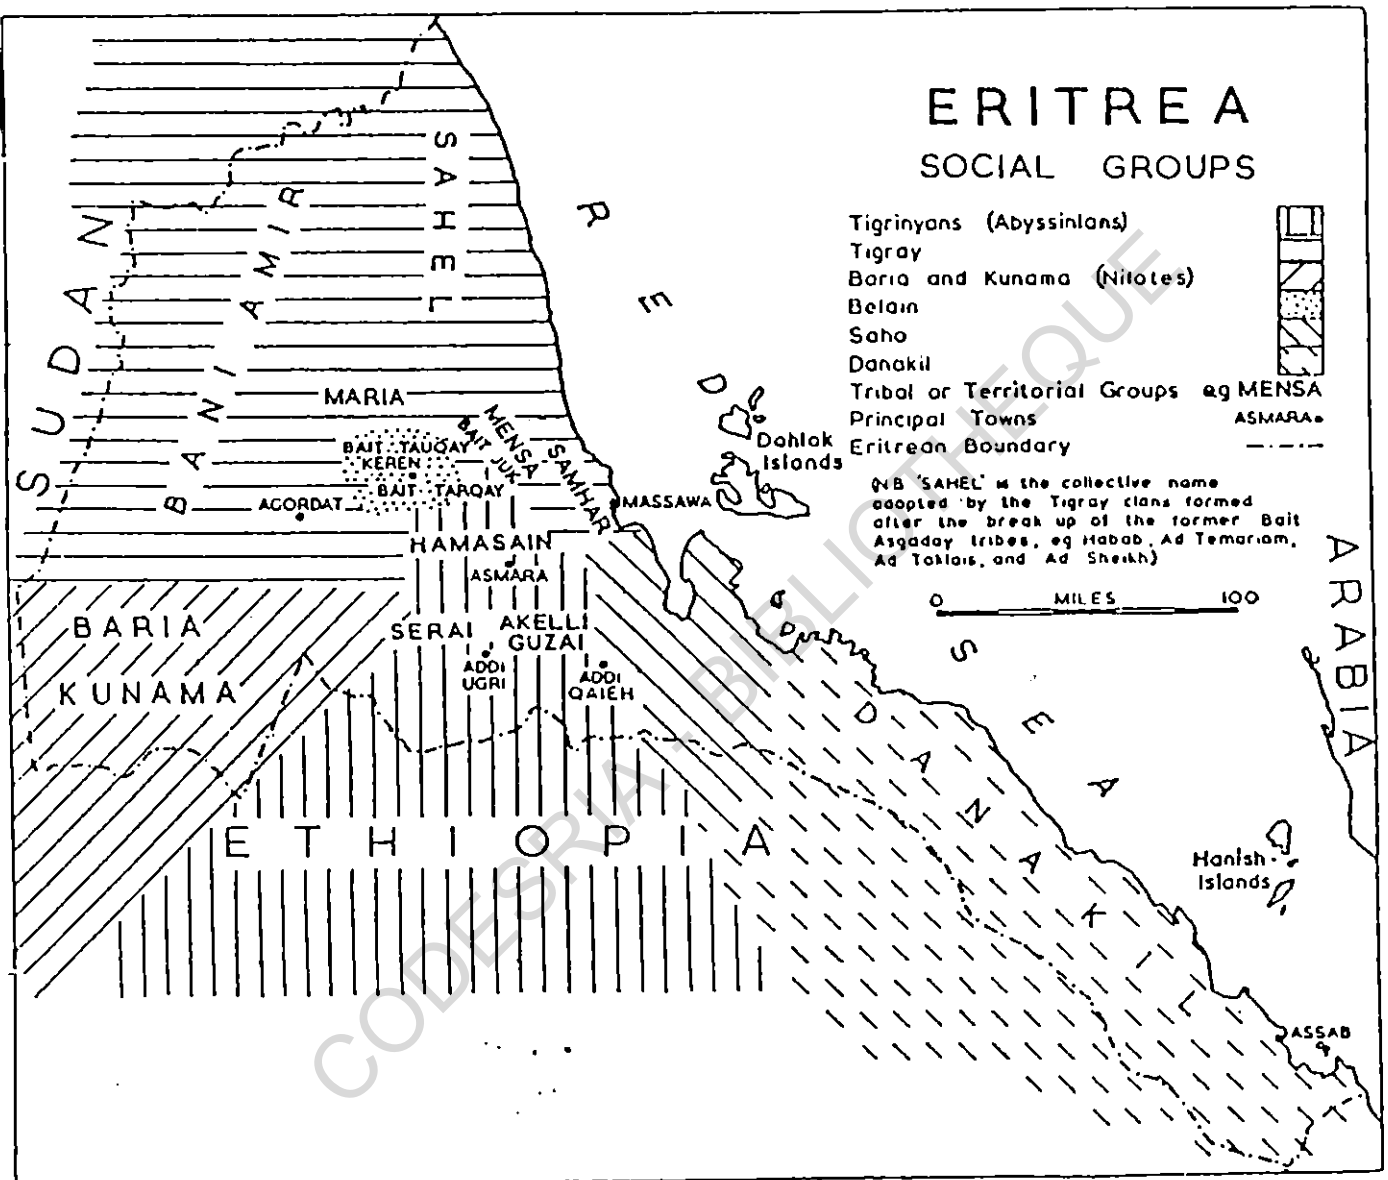 ERITREA
SOCIAL GROUPS
Tigrinyans (Abyssinians)
Tigray
Baria and Kunama (Nilotes)
Belain
Saho
Danakil
Tribal or Territorial Groups eg MENSA
Principal Towns ASMARA
Eritrean Boundary
(NB 'SAHEL' is the collective name
adopted by the Tigray clans formed
after the break up of the former Bait
Asgaday tribes, eg Habab, Ad Temariam,
Ad Taklais, and Ad Sheikh)
0 MILES 100
SUDAN
BANI AMIR
SAHEL
RED SEA
ARABIA
MARIA
BAIT TAUQAY
KEREN
BAIT TARQAY
BAIT JUK
MENSA
SAMHAR
AGORDAT
MASSAWA
Dahlak
Islands
HAMASAIN
ASMARA
BARIA
KUNAMA
SERAI
AKELLI
GUZAI
ADDI
UGRI
ADDI
QAIEH
DANAKIL
ETHIOPIA
Hanish
Islands
ASSAB
CODESRIA - BIBLIOTHEQUE